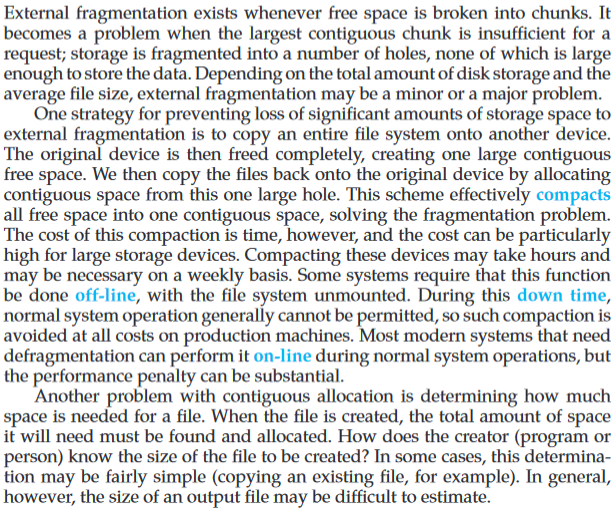 External fragmentation exists whenever free space is broken into chunks. It
becomes a problem when the largest contiguous chunk is insufficient for a
request; storage is fragmented into a number of holes, none of which is large
enough to store the data. Depending on the total amount of disk storage and the
average file size, external fragmentation may be a minor or a major problem.
One strategy for preventing loss of significant amounts of storage space to
external fragmentation is to copy an entire file system onto another device.
The original device is then freed completely, creating one large contiguous
free space. We then copy the files back onto the original device by allocating
contiguous space from this one large hole. This scheme effectively compacts
all free space into one contiguous space, solving the fragmentation problem.
The cost of this compaction is time, however, and the cost can be particularly
high for large storage devices. Compacting these devices may take hours and
may be necessary on a weekly basis. Some systems require that this function
be done off-line, with the file system unmounted. During this down time,
normal system operation generally cannot be permitted, so such compaction is
avoided at all costs on production machines. Most modern systems that need
defragmentation can perform it on-line during normal system operations, but
the performance penalty can be substantial.
Another problem with contiguous allocation is determining how much
space is needed for a file. When the file is created, the total amount of space
it will need must be found and allocated. How does the creator (program or
person) know the size of the file to be created? In some cases, this determina-
tion may be fairly simple (copying an existing file, for example). In general,
however, the size of an output file may be difficult to estimate.